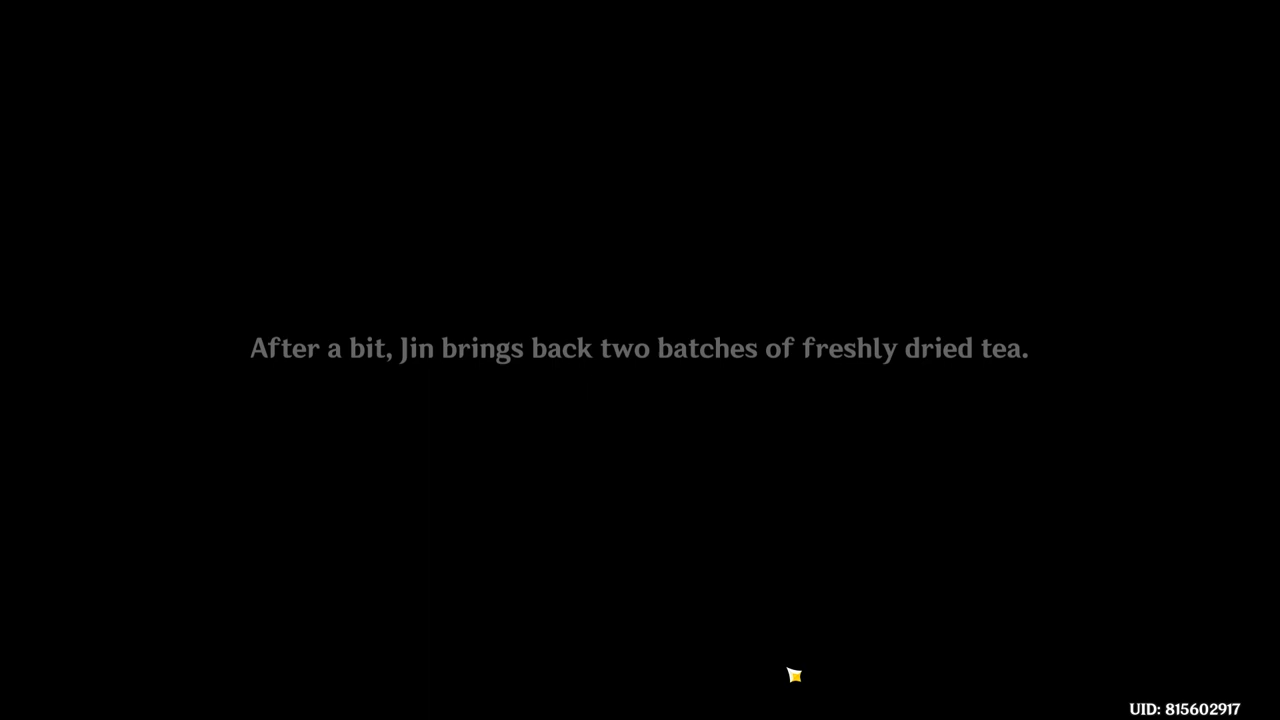 After a bit, Jin brings back two batches of freshly dried tea.
UID: 815602917